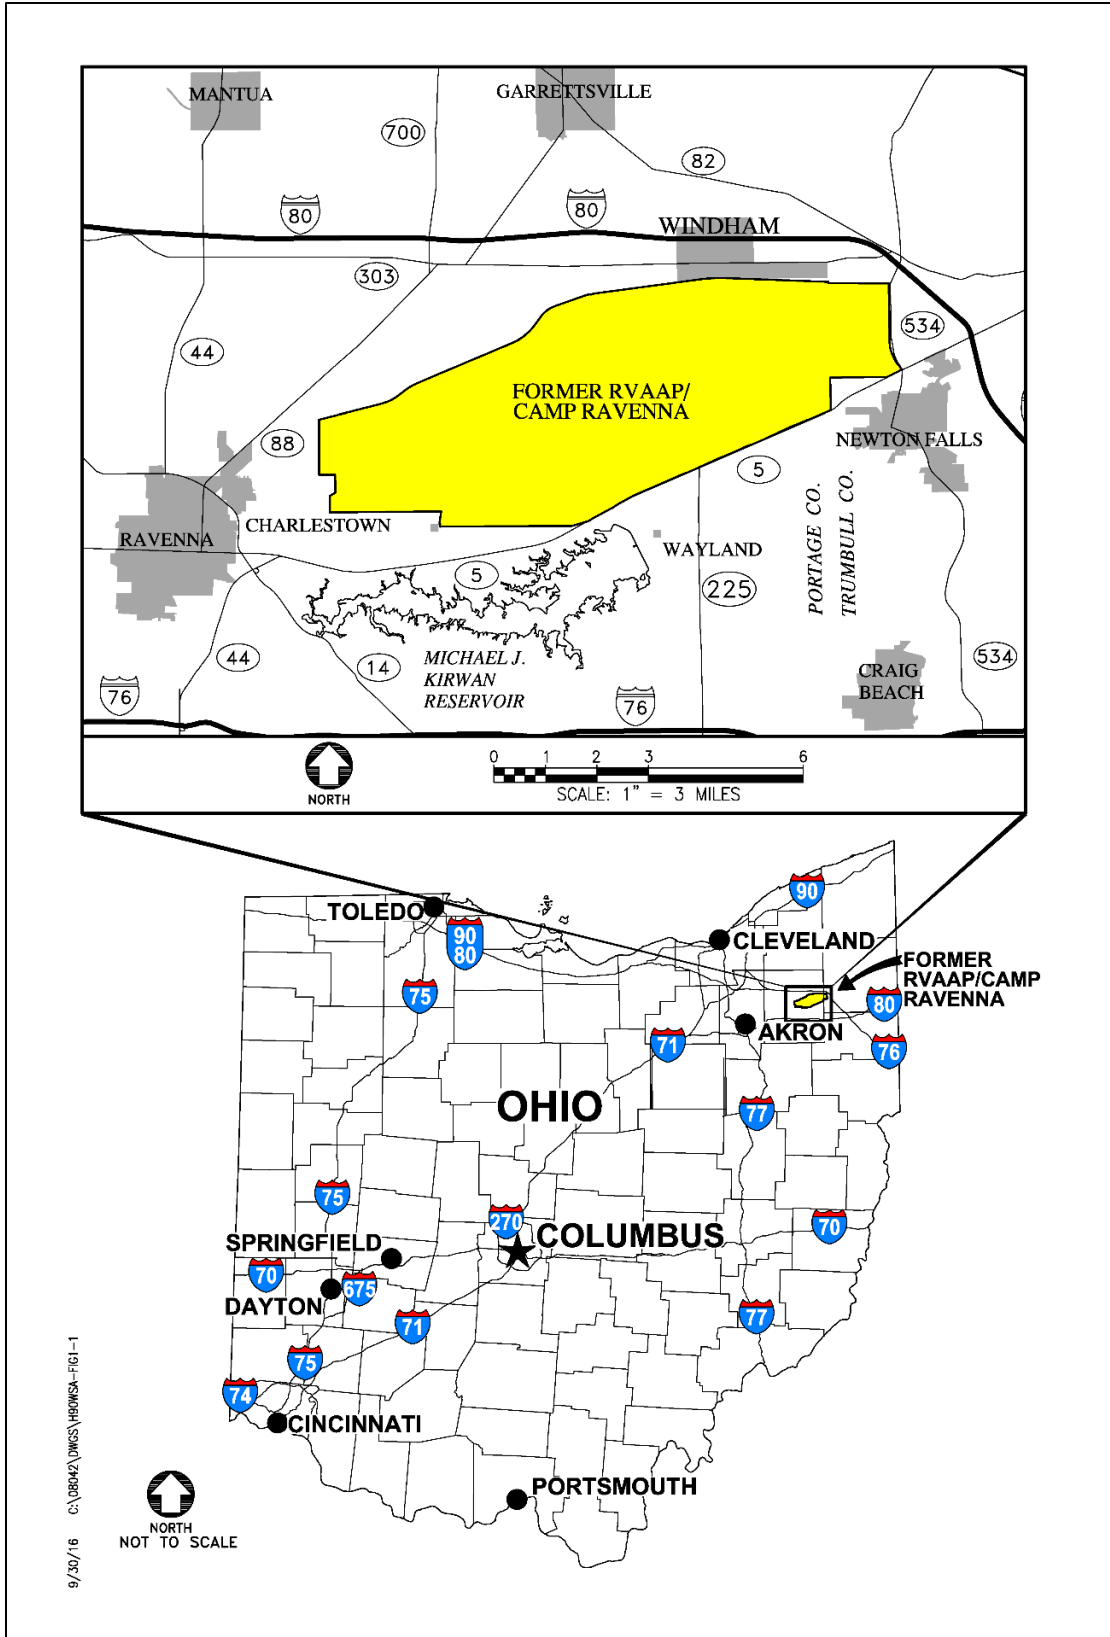 MANTUA
GARRETTSVILLE
700
82
80
80
WINDHAM
303
534
44
FORMER RVAAP/
CAMP RAVENNA
88
NEWTON FALLS
5
CHARLESTOWN
RAVENNA
WAYLAND
PORTAGE CO.
TRUMBULL CO.
5
225
44
14
MICHAEL J.
KIRWAN
RESERVOIR
534
CRAIG
BEACH
76
76
NORTH
0 1 2 3 6
SCALE: 1" = 3 MILES
90
TOLEDO
90
80
CLEVELAND
FORMER
RVAAP/CAMP
RAVENNA
75
80
AKRON
71
76
OHIO
77
75
270
70
COLUMBUS
SPRINGFIELD
70
675
DAYTON
71
77
75
74
CINCINNATI
PORTSMOUTH
NORTH
NOT TO SCALE
9/30/16 C:\08042\DWGS\H90WSA-FIG1-1